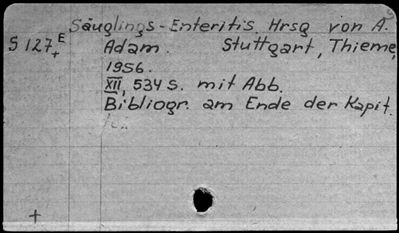 Säuglings-Enteritis, Hrsg von A.
S 127,E Adam. Stuttgart, Thieme,
+
1956.
XII, 534 S. mit Abb.
Bibliogr. am Ende der Kapit.
+